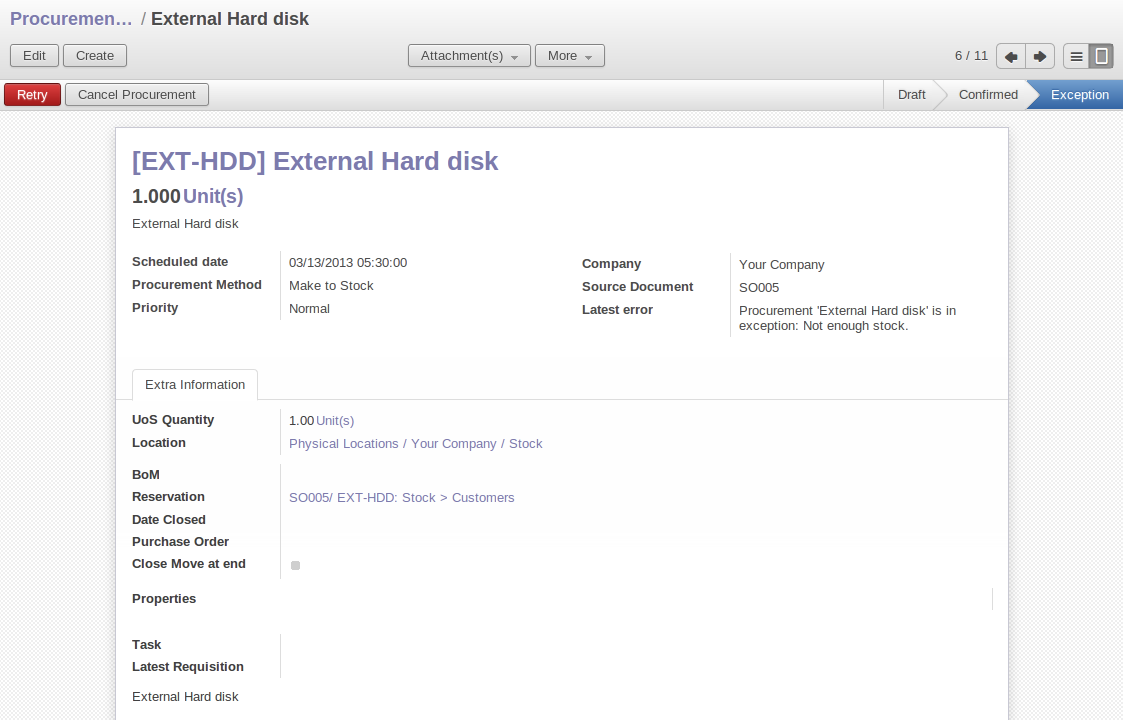 Procuremen… / External Hard disk
Edit Create Attachment(s) More 6 / 11
Retry Cancel Procurement Draft Confirmed Exception
[EXT-HDD] External Hard disk
1.000 Unit(s)
External Hard disk
Scheduled date 03/13/2013 05:30:00
Procurement Method Make to Stock
Priority Normal
Company Your Company
Source Document SO005
Latest error Procurement 'External Hard disk' is in
exception: Not enough stock.
Extra Information
UoS Quantity 1.00 Unit(s)
Location Physical Locations / Your Company / Stock
BoM
Reservation SO005/ EXT-HDD: Stock > Customers
Date Closed
Purchase Order
Close Move at end
Properties
Task
Latest Requisition
External Hard disk